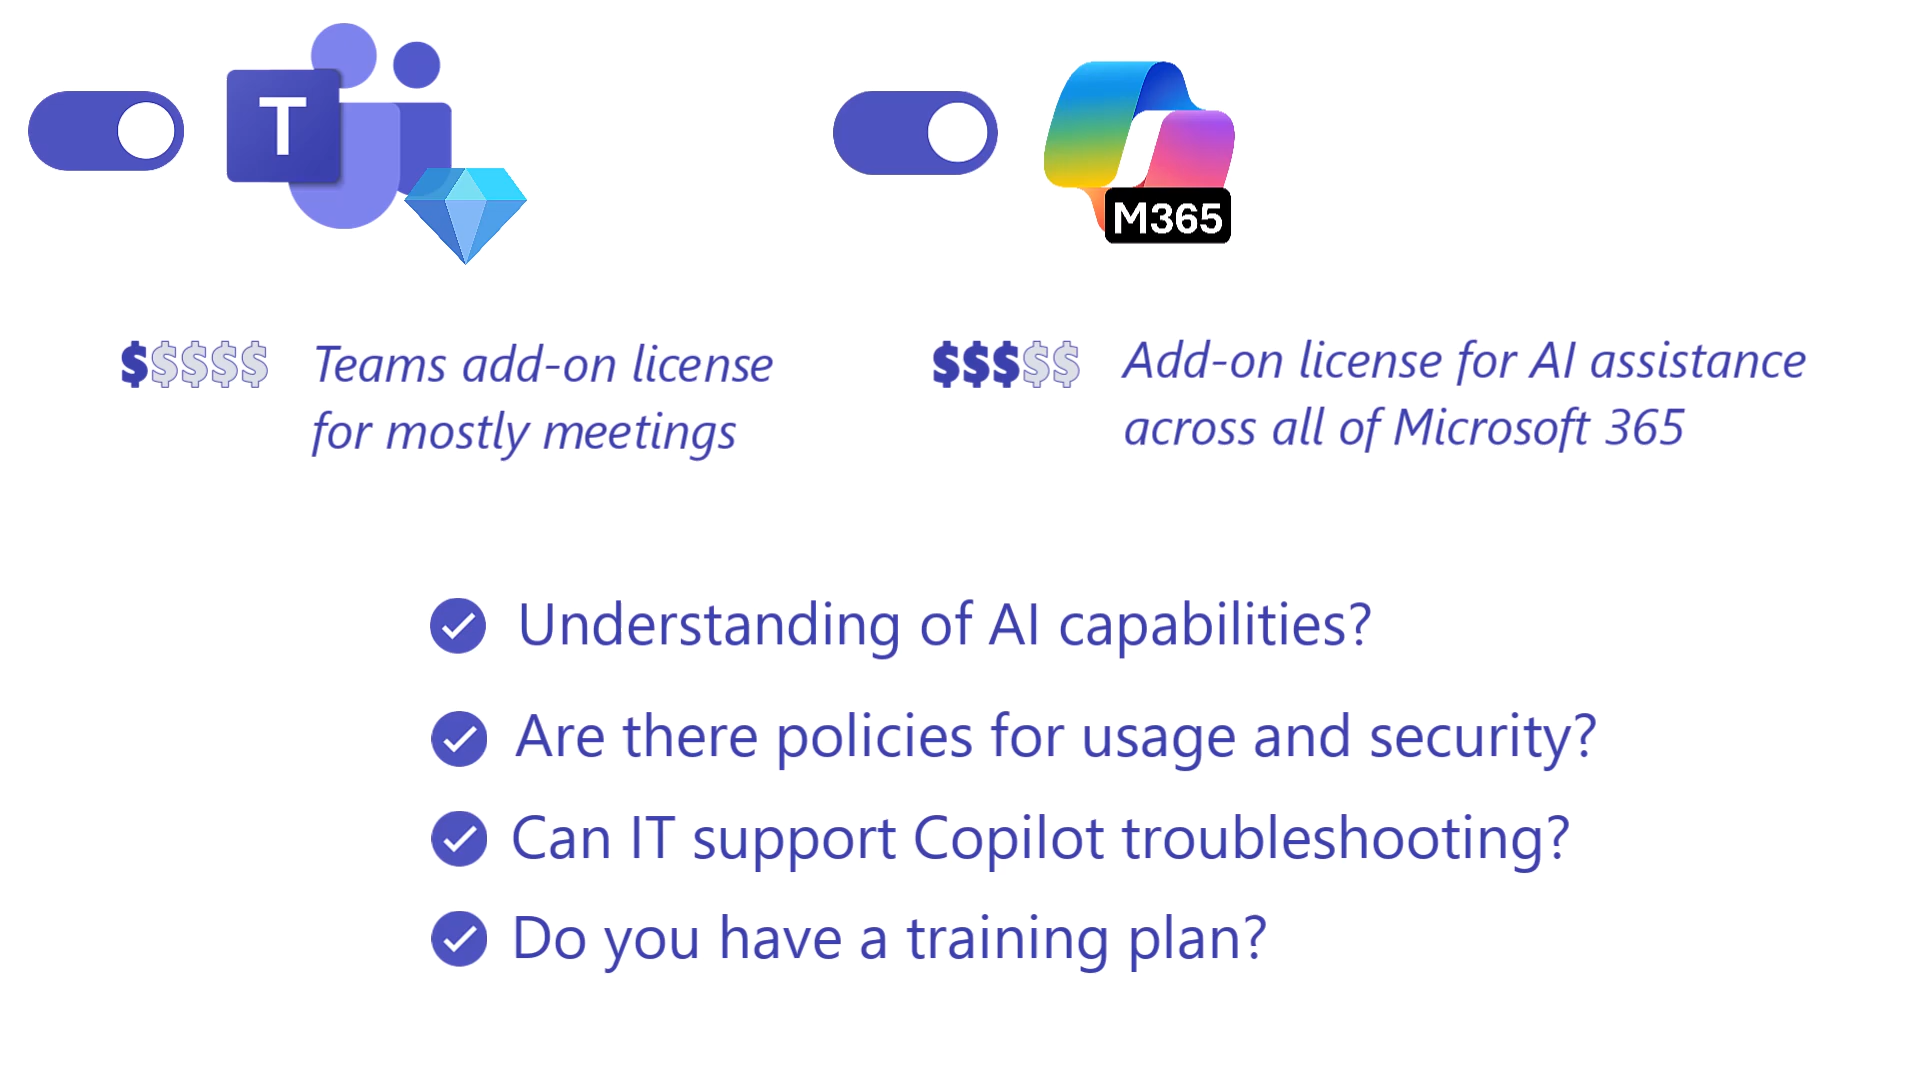 T
M365
$$$$$ Teams add-on license
for mostly meetings
$$$$$ Add-on license for AI assistance
across all of Microsoft 365
Understanding of AI capabilities?
Are there policies for usage and security?
Can IT support Copilot troubleshooting?
Do you have a training plan?